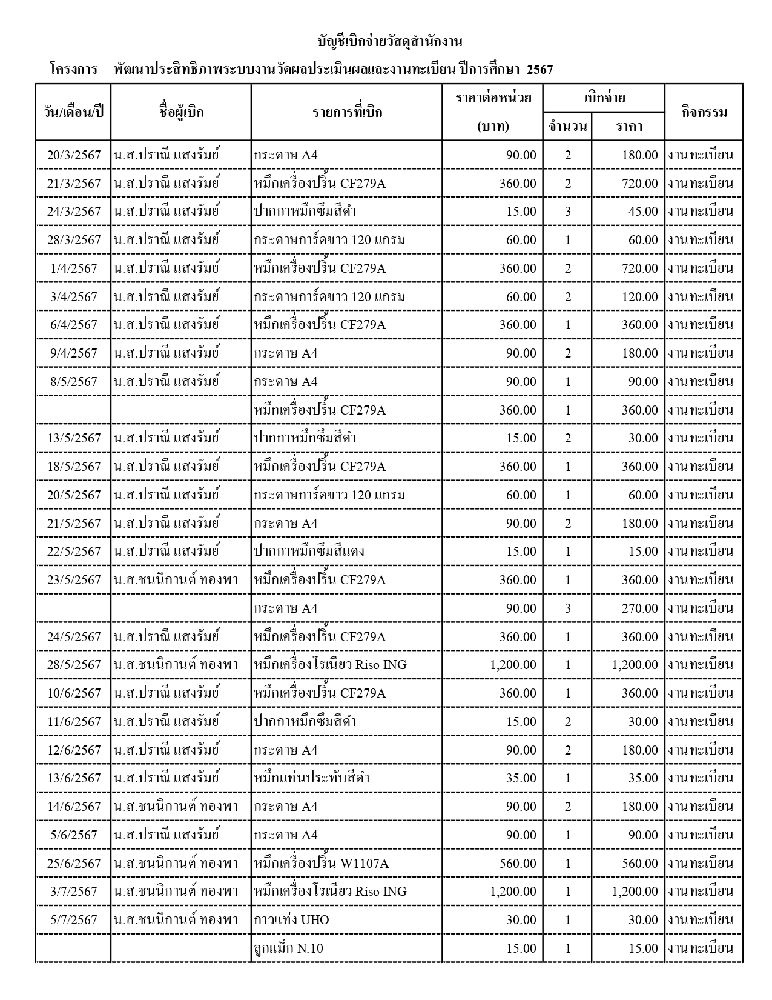 บัญชีเบิกจ่ายวัสดุสำนักงาน
โครงการ พัฒนาประสิทธิภาพระบบงานวัดผลประเมินผลและงานทะเบียน ปีการศึกษา 2567
วัน/เดือน/ปี ชื่อผู้เบิก รายการที่เบิก ราคาต่อหน่วย (บาท) เบิกจ่าย กิจกรรม
จำนวน ราคา
20/3/2567 น.ส.ปราณี แสงรัมย์ กระดาษ A4 90.00 2 180.00 งานทะเบียน
21/3/2567 น.ส.ปราณี แสงรัมย์ หมึกเครื่องปริ้น CF279A 360.00 2 720.00 งานทะเบียน
24/3/2567 น.ส.ปราณี แสงรัมย์ ปากกาหมึกซึมสีดำ 15.00 3 45.00 งานทะเบียน
28/3/2567 น.ส.ปราณี แสงรัมย์ กระดาษการ์ดขาว 120 แกรม 60.00 1 60.00 งานทะเบียน
1/4/2567 น.ส.ปราณี แสงรัมย์ หมึกเครื่องปริ้น CF279A 360.00 2 720.00 งานทะเบียน
3/4/2567 น.ส.ปราณี แสงรัมย์ กระดาษการ์ดขาว 120 แกรม 60.00 2 120.00 งานทะเบียน
6/4/2567 น.ส.ปราณี แสงรัมย์ หมึกเครื่องปริ้น CF279A 360.00 1 360.00 งานทะเบียน
9/4/2567 น.ส.ปราณี แสงรัมย์ กระดาษ A4 90.00 2 180.00 งานทะเบียน
8/5/2567 น.ส.ปราณี แสงรัมย์ กระดาษ A4 90.00 1 90.00 งานทะเบียน
หมึกเครื่องปริ้น CF279A 360.00 1 360.00 งานทะเบียน
13/5/2567 น.ส.ปราณี แสงรัมย์ ปากกาหมึกซึมสีดำ 15.00 2 30.00 งานทะเบียน
18/5/2567 น.ส.ปราณี แสงรัมย์ หมึกเครื่องปริ้น CF279A 360.00 1 360.00 งานทะเบียน
20/5/2567 น.ส.ปราณี แสงรัมย์ กระดาษการ์ดขาว 120 แกรม 60.00 1 60.00 งานทะเบียน
21/5/2567 น.ส.ปราณี แสงรัมย์ กระดาษ A4 90.00 2 180.00 งานทะเบียน
22/5/2567 น.ส.ปราณี แสงรัมย์ ปากกาหมึกซึมสีแดง 15.00 1 15.00 งานทะเบียน
23/5/2567 น.ส.ชนนิกานต์ ทองพา หมึกเครื่องปริ้น CF279A 360.00 1 360.00 งานทะเบียน
กระดาษ A4 90.00 3 270.00 งานทะเบียน
24/5/2567 น.ส.ปราณี แสงรัมย์ หมึกเครื่องปริ้น CF279A 360.00 1 360.00 งานทะเบียน
28/5/2567 น.ส.ชนนิกานต์ ทองพา หมึกเครื่องโรเนียว Riso ING 1,200.00 1 1,200.00 งานทะเบียน
10/6/2567 น.ส.ปราณี แสงรัมย์ หมึกเครื่องปริ้น CF279A 360.00 1 360.00 งานทะเบียน
11/6/2567 น.ส.ปราณี แสงรัมย์ ปากกาหมึกซึมสีดำ 15.00 2 30.00 งานทะเบียน
12/6/2567 น.ส.ปราณี แสงรัมย์ กระดาษ A4 90.00 2 180.00 งานทะเบียน
13/6/2567 น.ส.ปราณี แสงรัมย์ หมึกแท่นประทับสีดำ 35.00 1 35.00 งานทะเบียน
14/6/2567 น.ส.ชนนิกานต์ ทองพา กระดาษ A4 90.00 2 180.00 งานทะเบียน
5/6/2567 น.ส.ปราณี แสงรัมย์ กระดาษ A4 90.00 1 90.00 งานทะเบียน
25/6/2567 น.ส.ชนนิกานต์ ทองพา หมึกเครื่องปริ้น W1107A 560.00 1 560.00 งานทะเบียน
3/7/2567 น.ส.ชนนิกานต์ ทองพา หมึกเครื่องโรเนียว Riso ING 1,200.00 1 1,200.00 งานทะเบียน
5/7/2567 น.ส.ชนนิกานต์ ทองพา กาวแท่ง UHO 30.00 1 30.00 งานทะเบียน
ลูกแม็ก N.10 15.00 1 15.00 งานทะเบียน